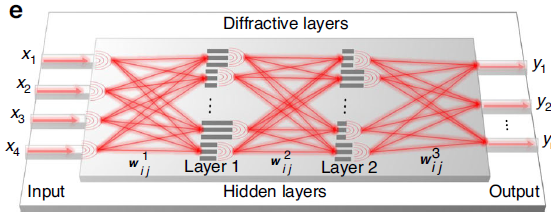 e
Diffractive layers
x1
x2
x3
x4
y1
y2
⋮
y
w1ij
Layer 1
w2ij
Layer 2
w3ij
Input
Hidden layers
Output